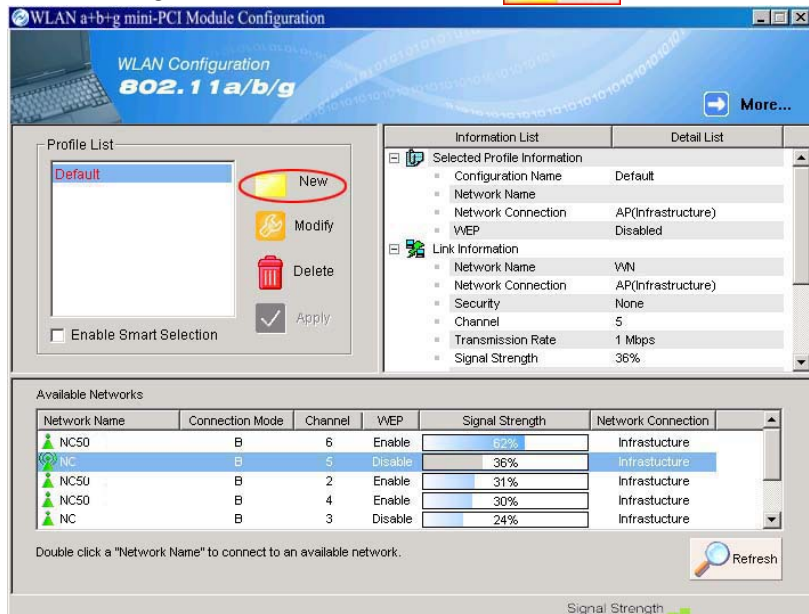 WLAN a+b+g mini-PCI Module Configuration
WLAN Configuration
802.11a/b/g
More...
Profile List
Default
New
Modify
Delete
Apply
Enable Smart Selection
Information List Detail List
Selected Profile Information
Configuration Name Default
Network Name
Network Connection AP(Infrastructure)
WEP Disabled
Link Information
Network Name WN
Network Connection AP(Infrastructure)
Security None
Channel 5
Transmission Rate 1 Mbps
Signal Strength 36%
Available Networks
Network Name Connection Mode Channel WEP Signal Strength Network Connection
NC50 B 6 Enable 62% Infrastucture
NC B 5 Disable 36% Infrastucture
NC50 B 2 Enable 31% Infrastucture
NC50 B 4 Enable 30% Infrastucture
NC B 3 Disable 24% Infrastucture
Double click a "Network Name" to connect to an available network.
Refresh
Signal Strength